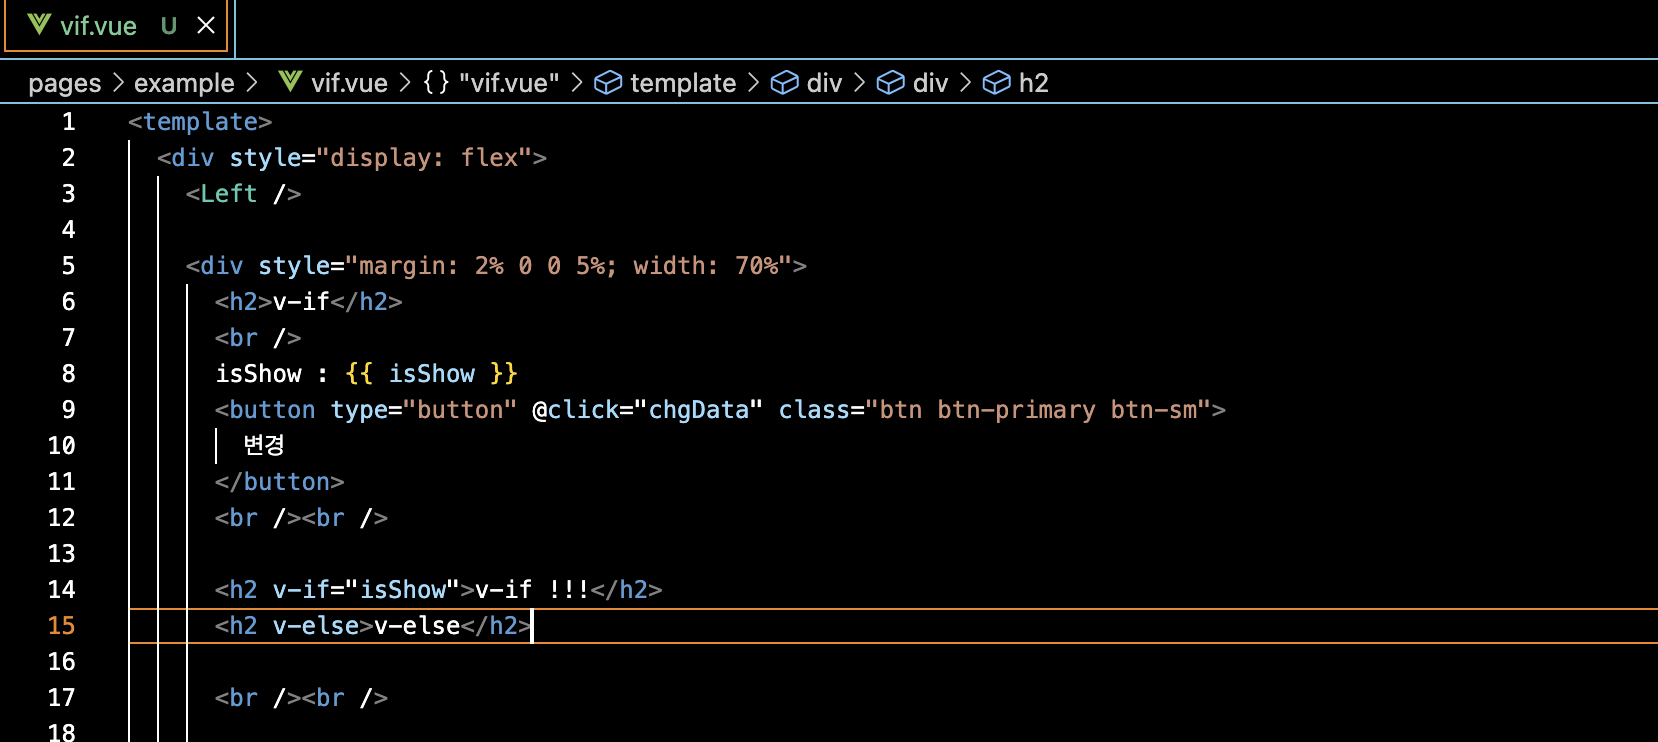 vif.vue U
pages > example > vif.vue > {} "vif.vue" > template > div > div > h2
1 <template>
2 <div style="display: flex">
3 <Left />
4
5 <div style="margin: 2% 0 0 5%; width: 70%">
6 <h2>v-if</h2>
7 <br />
8 isShow : {{ isShow }}
9 <button type="button" @click="chgData" class="btn btn-primary btn-sm">
10 변경
11 </button>
12 <br /><br />
13
14 <h2 v-if="isShow">v-if !!!</h2>
15 <h2 v-else>v-else</h2>
16
17 <br /><br />
18